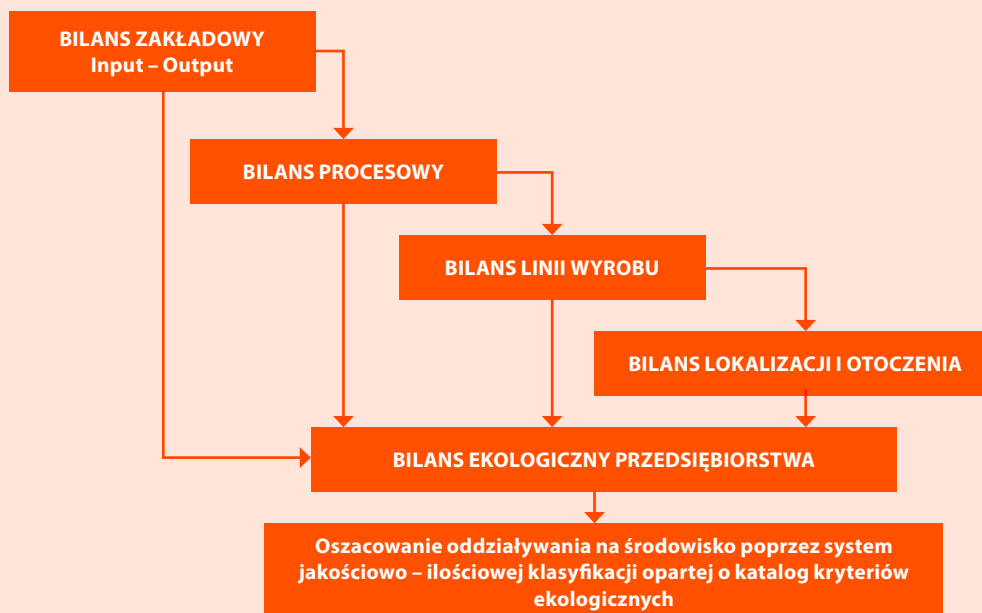 BILANS ZAKŁADOWY
Input – Output
BILANS PROCESOWY
BILANS LINII WYROBU
BILANS LOKALIZACJI I OTOCZENIA
BILANS EKOLOGICZNY PRZEDSIĘBIORSTWA
Oszacowanie oddziaływania na środowisko poprzez system
jakościowo – ilościowej klasyfikacji opartej o katalog kryteriów
ekologicznych